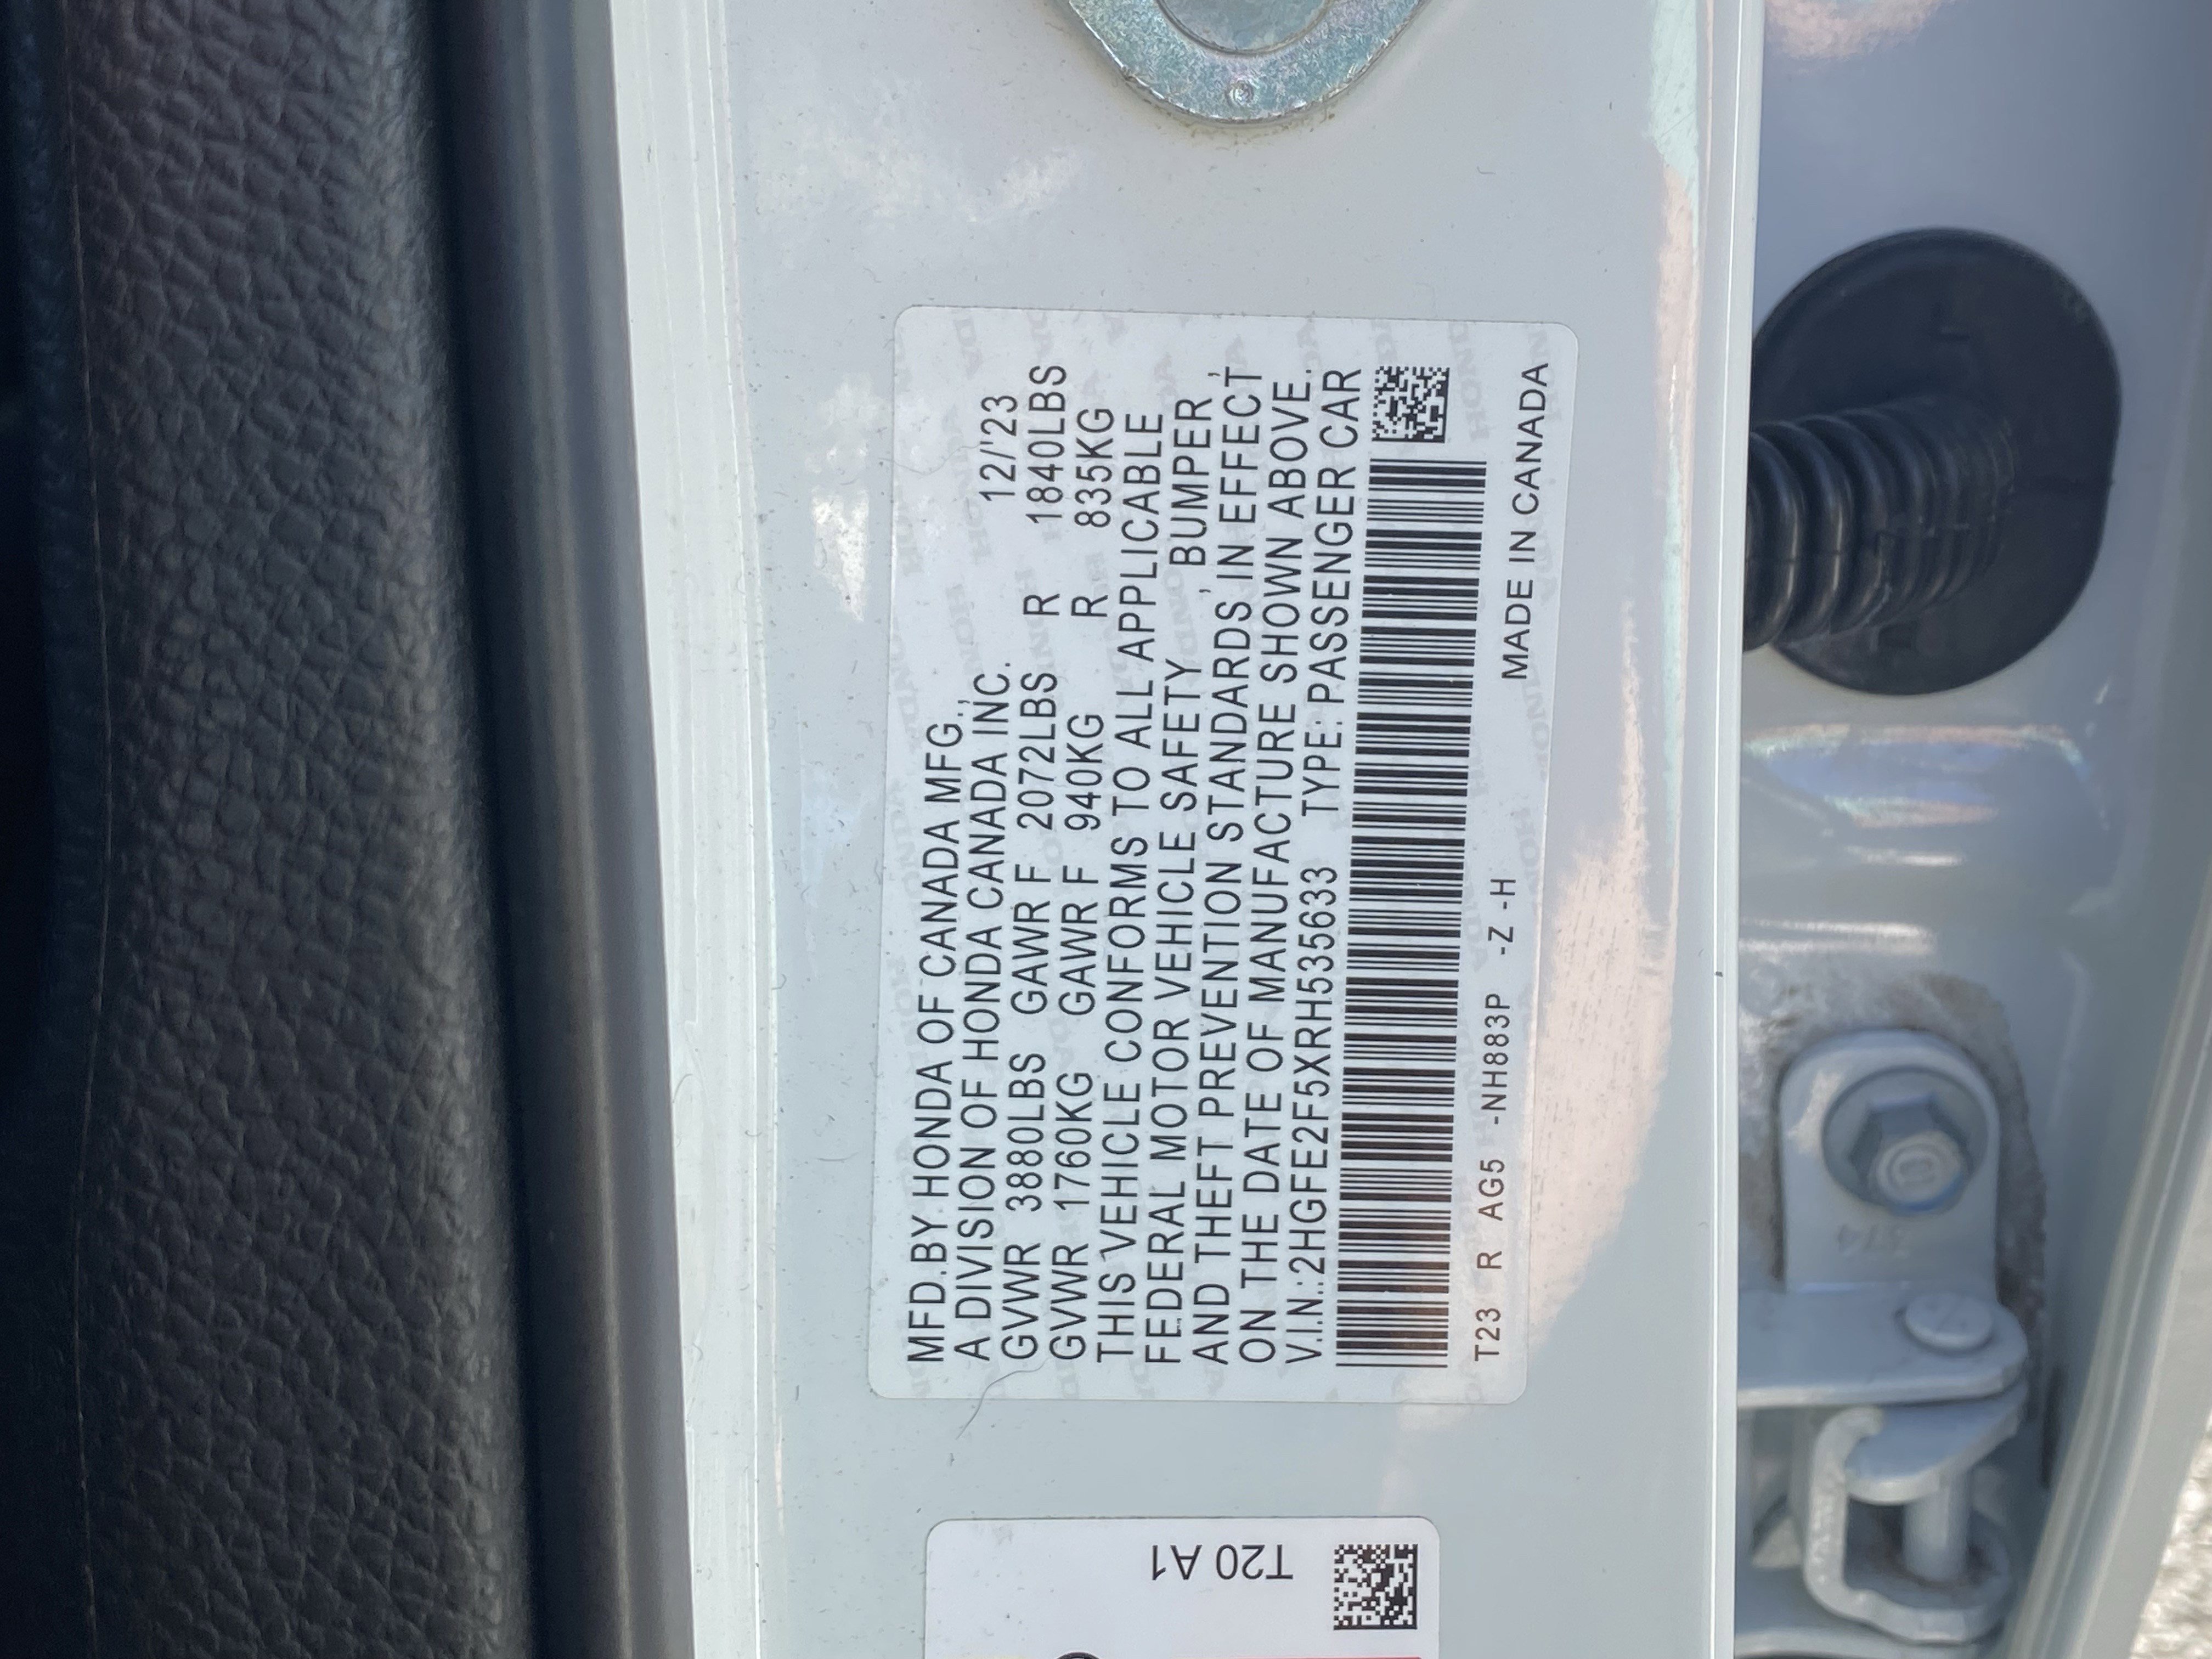 MFD.BY HONDA OF CANADA MFG.,
A DIVISION OF HONDA CANADA INC. 12/'23
GVWR 3880LBS GAWR F 2072LBS R 1840LBS
GVWR 1760KG GAWR F 940KG R 835KG
THIS VEHICLE CONFORMS TO ALL APPLICABLE
FEDERAL MOTOR VEHICLE SAFETY , BUMPER ,
AND THEFT PREVENTION STANDARDS, IN EFFECT
ON THE DATE OF MANUFACTURE SHOWN ABOVE.
V.I.N.:2HGFE2F5XRH535633 TYPE: PASSENGER CAR
T23 R AG5 -NH883P -Z -H MADE IN CANADA
T20 A1